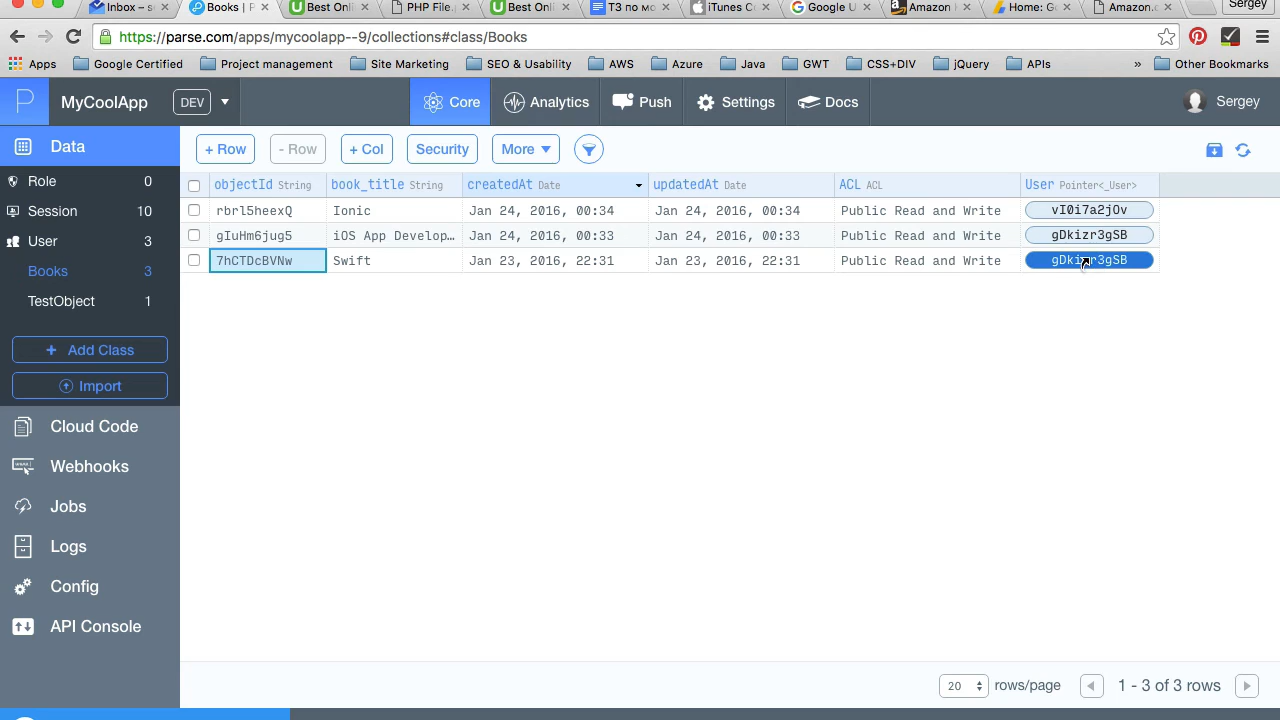 Inbox – s
Books | P
Best Onli
PHP File.
Best Onli
ТЗ по мо
iTunes C
Google U
Amazon
Home: G
Amazon.c
Sergey
https://parse.com/apps/mycoolapp--9/collections#class/Books
Apps Google Certified Project management Site Marketing SEO & Usability AWS Azure Java GWT CSS+DIV jQuery APIs » Other Bookmarks
MyCoolApp DEV Core Analytics Push Settings Docs Sergey
Data
Role 0
Session 10
User 3
Books 3
TestObject 1
+ Add Class
Import
Cloud Code
Webhooks
Jobs
Logs
Config
API Console
+ Row - Row + Col Security More
objectId String book_title String createdAt Date updatedAt Date ACL ACL User Pointer<_User>
rbrl5heexQ Ionic Jan 24, 2016, 00:34 Jan 24, 2016, 00:34 Public Read and Write vI0i7a2jOv
gIuHm6jug5 iOS App Develop… Jan 24, 2016, 00:33 Jan 24, 2016, 00:33 Public Read and Write gDkizr3gSB
7hCTDcBVNw Swift Jan 23, 2016, 22:31 Jan 23, 2016, 22:31 Public Read and Write gDkizr3gSB
20 rows/page 1 - 3 of 3 rows